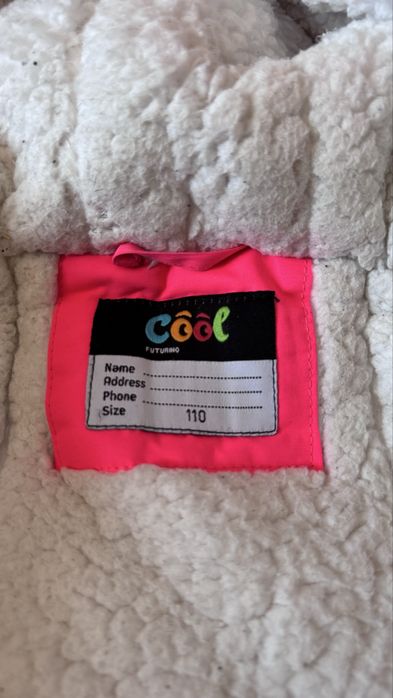 côôl
FUTURINO
Name
Address
Phone
Size 110